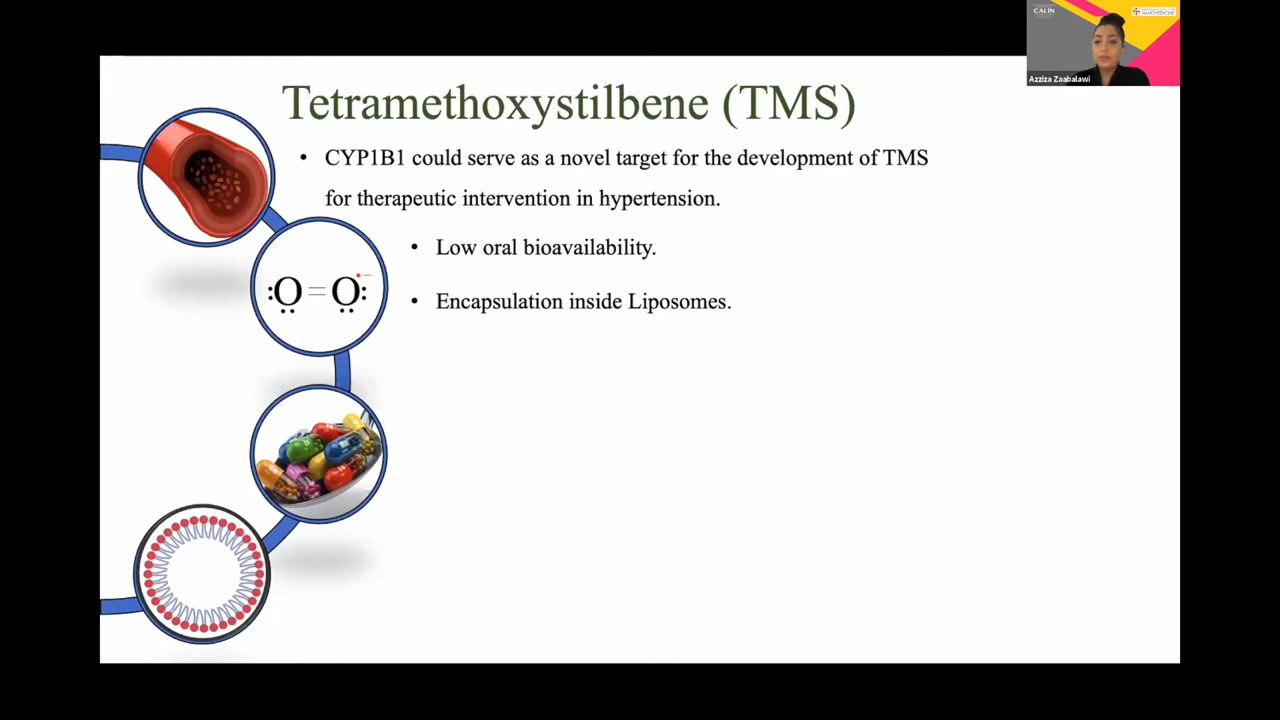 CALIN
NANOMEDICINE
Azziza Zaabalawi
Tetramethoxystilbene (TMS)
• CYP1B1 could serve as a novel target for the development of TMS
for therapeutic intervention in hypertension.
• Low oral bioavailability.
:O=O:
• Encapsulation inside Liposomes.